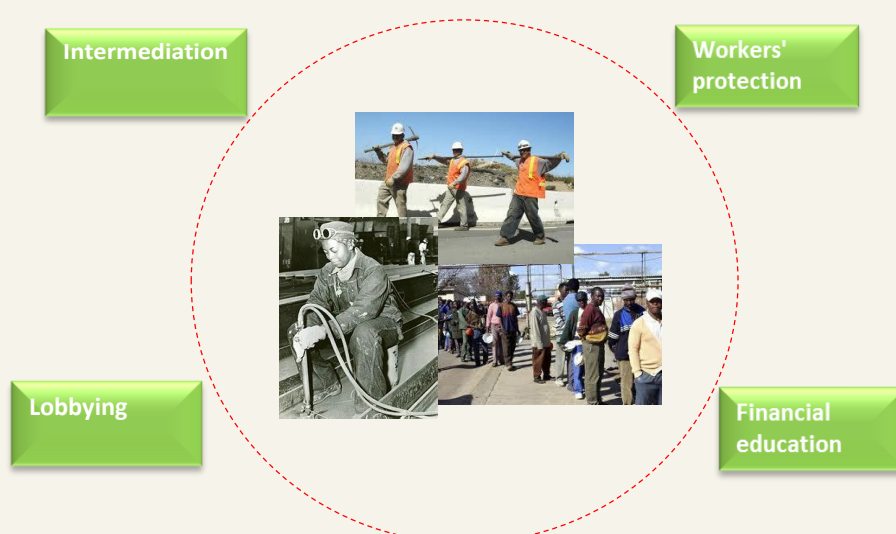 Intermediation
Workers'
protection
Lobbying
Financial
education